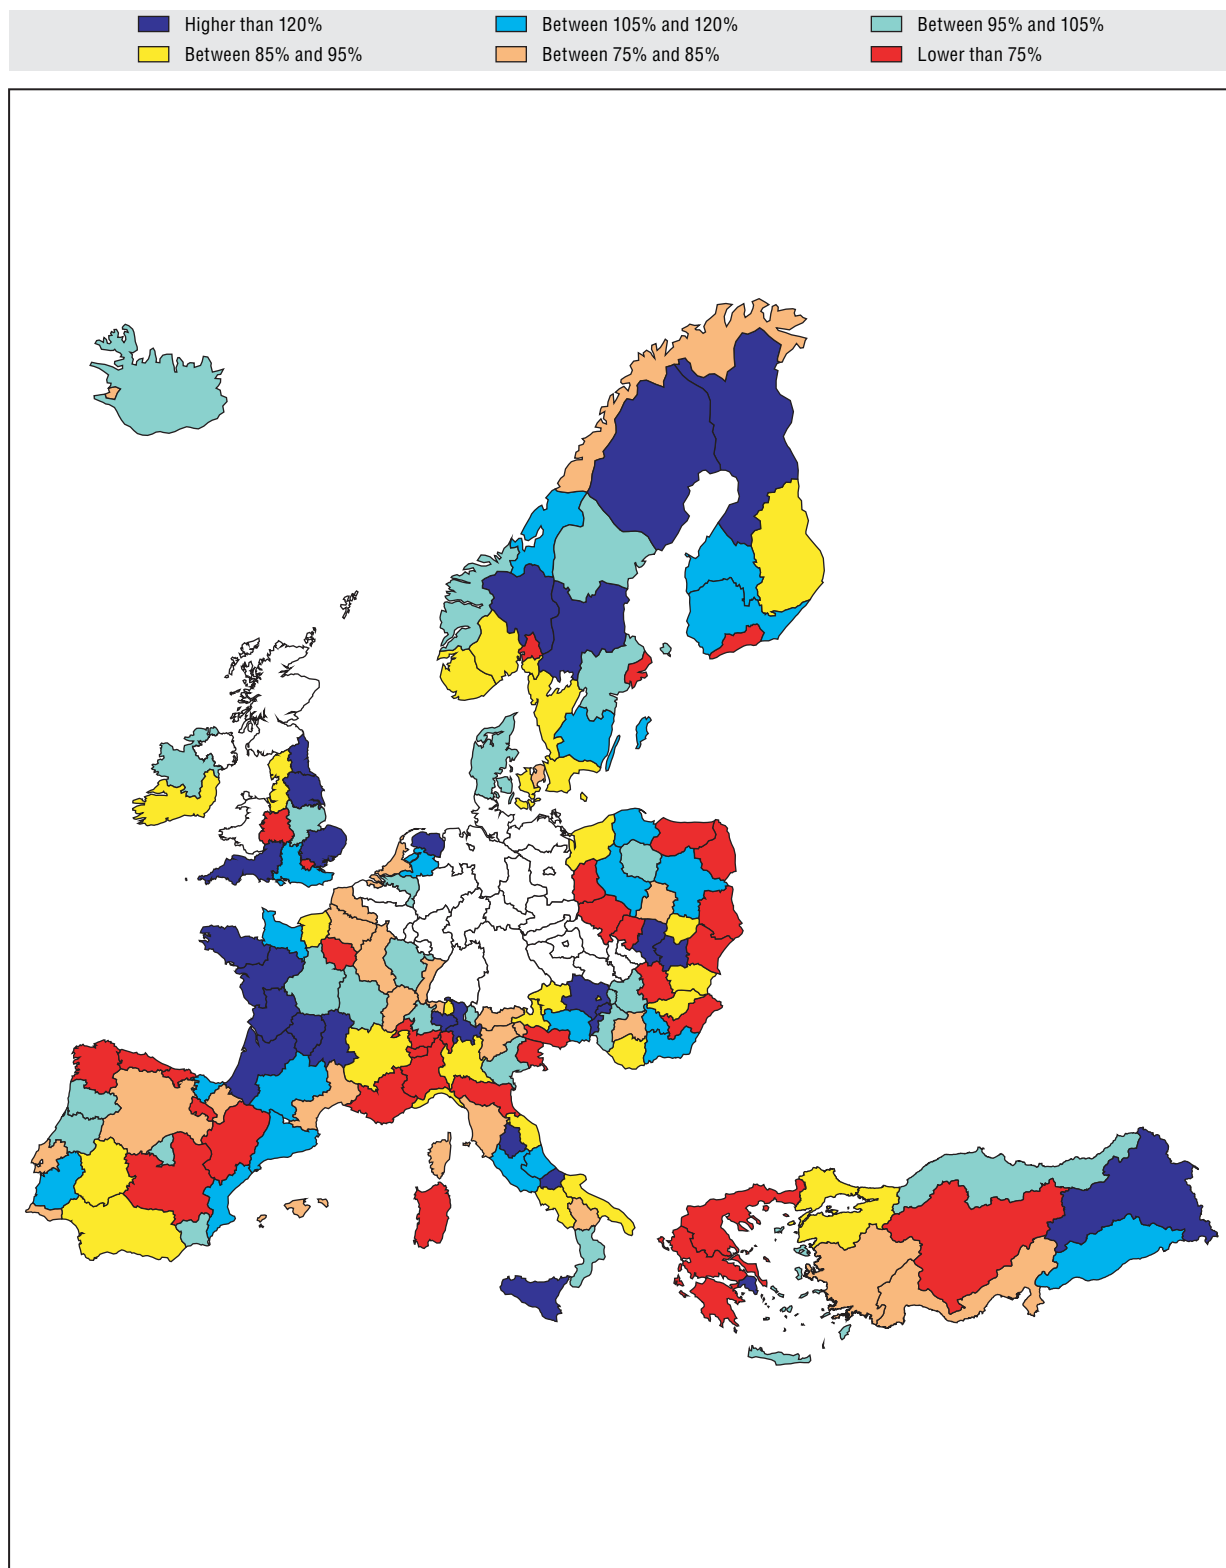 Higher than 120% Between 105% and 120% Between 95% and 105%
Between 85% and 95% Between 75% and 85% Lower than 75%